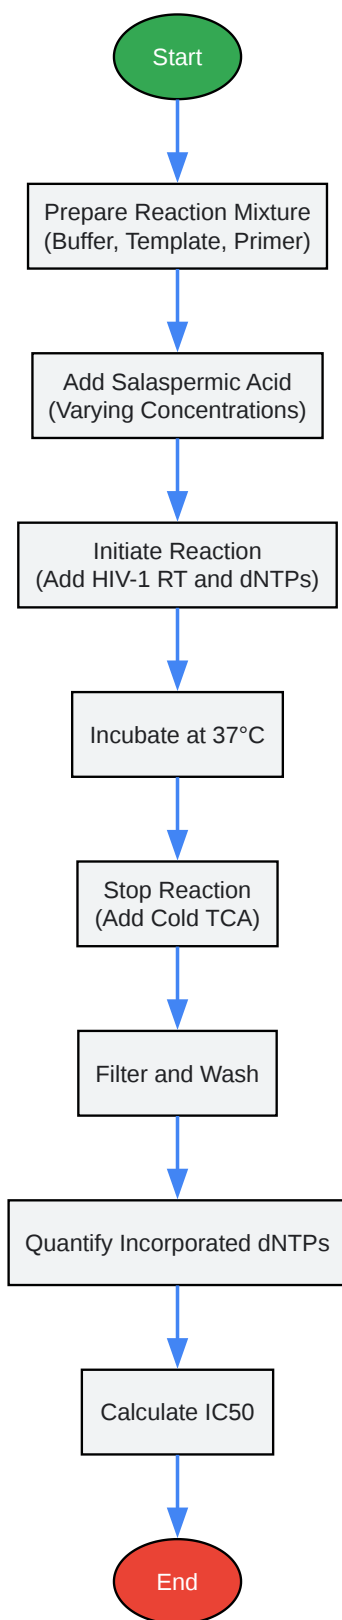 Start
Prepare Reaction Mixture
(Buffer, Template, Primer)
Add Salaspermic Acid
(Varying Concentrations)
Initiate Reaction
(Add HIV-1 RT and dNTPs)
Incubate at 37°C
Stop Reaction
(Add Cold TCA)
Filter and Wash
Quantify Incorporated dNTPs
Calculate IC50
End